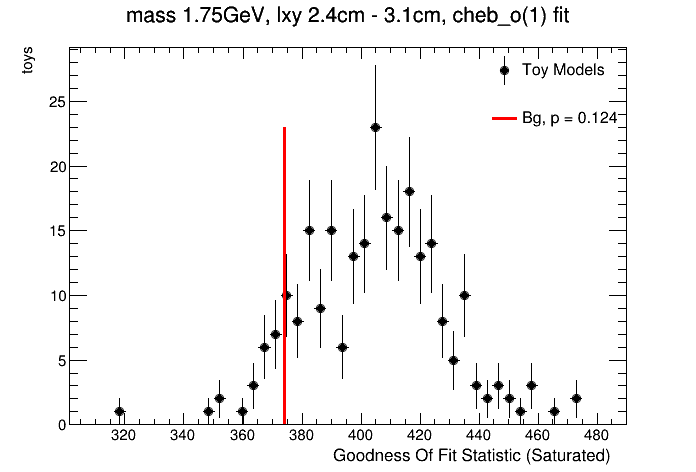 mass 1.75GeV, lxy 2.4cm - 3.1cm, cheb_o(1) fit
toys
Toy Models
Bg, p = 0.124
25
20
15
10
5
0
320 340 360 380 400 420 440 460 480
Goodness Of Fit Statistic (Saturated)